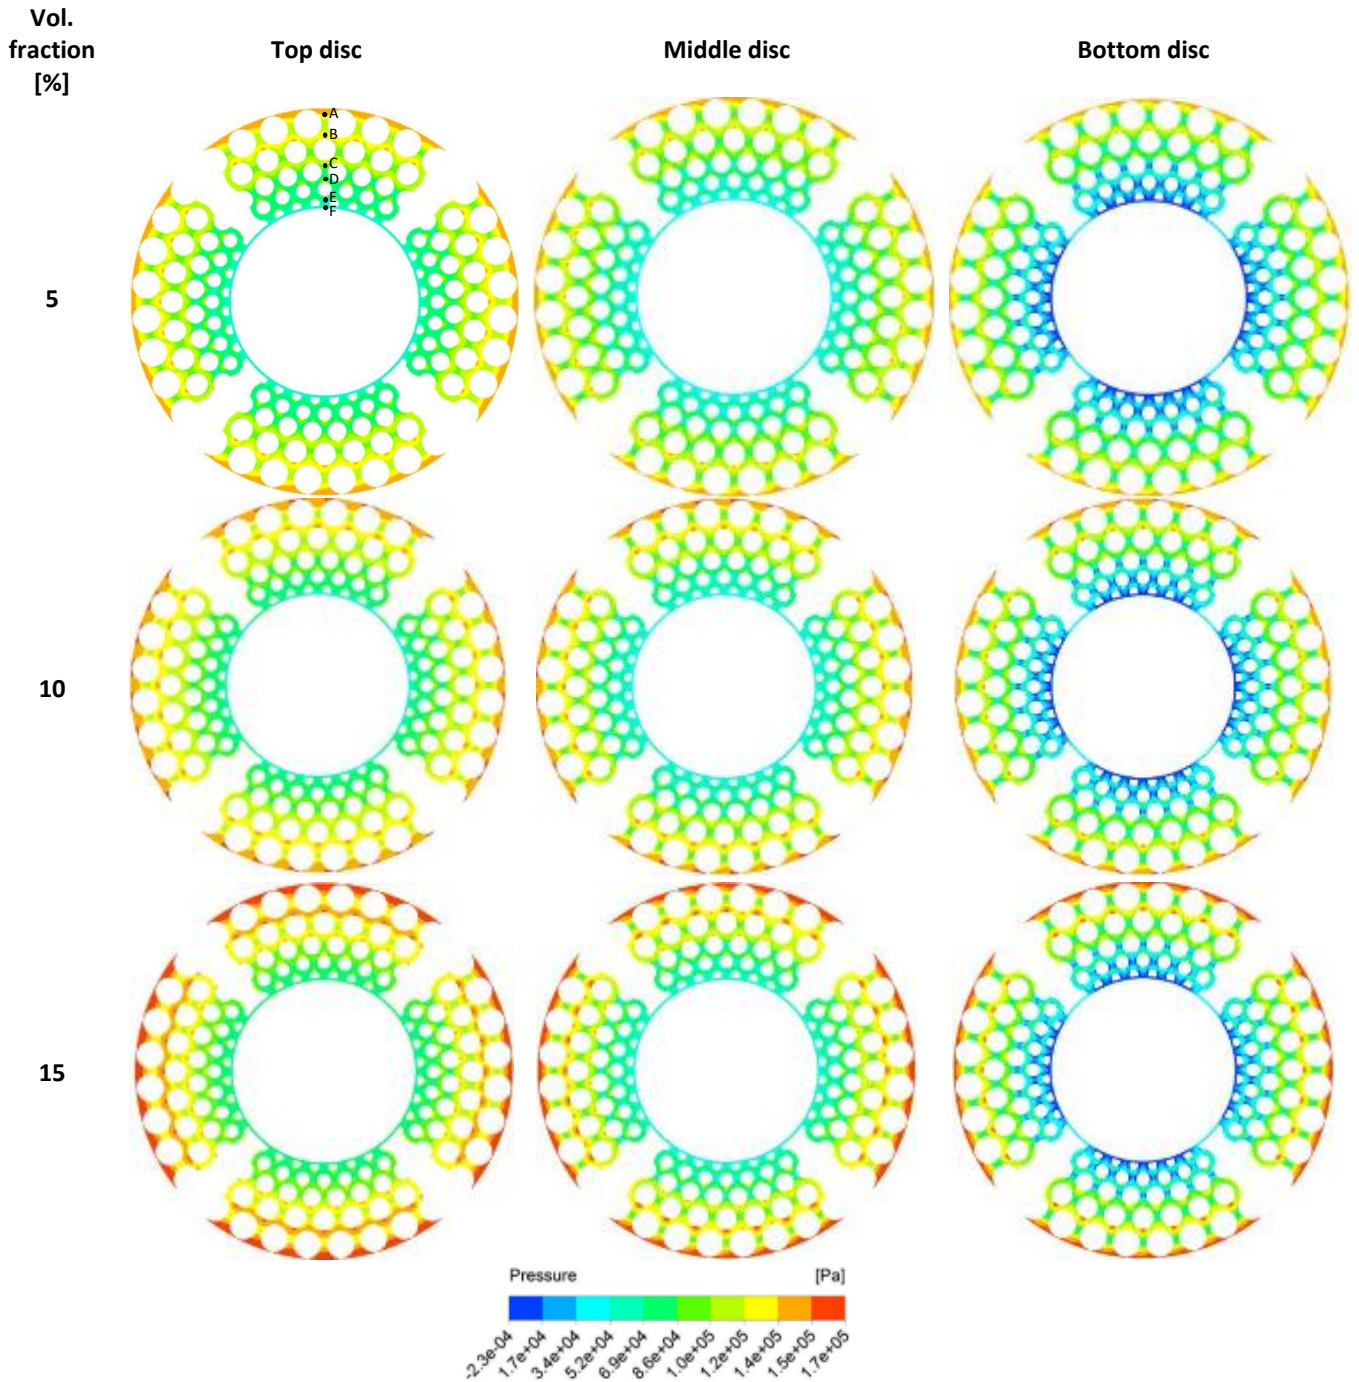 Vol.
fraction
[%]
Top disc
Middle disc
Bottom disc
A
B
C
D
E
F
5
10
15
Pressure
[Pa]
-2.3e-04
1.7e+04
3.4e+04
5.2e+04
6.9e+04
8.6e+04
1.0e+05
1.2e+05
1.4e+05
1.5e+05
1.7e+05